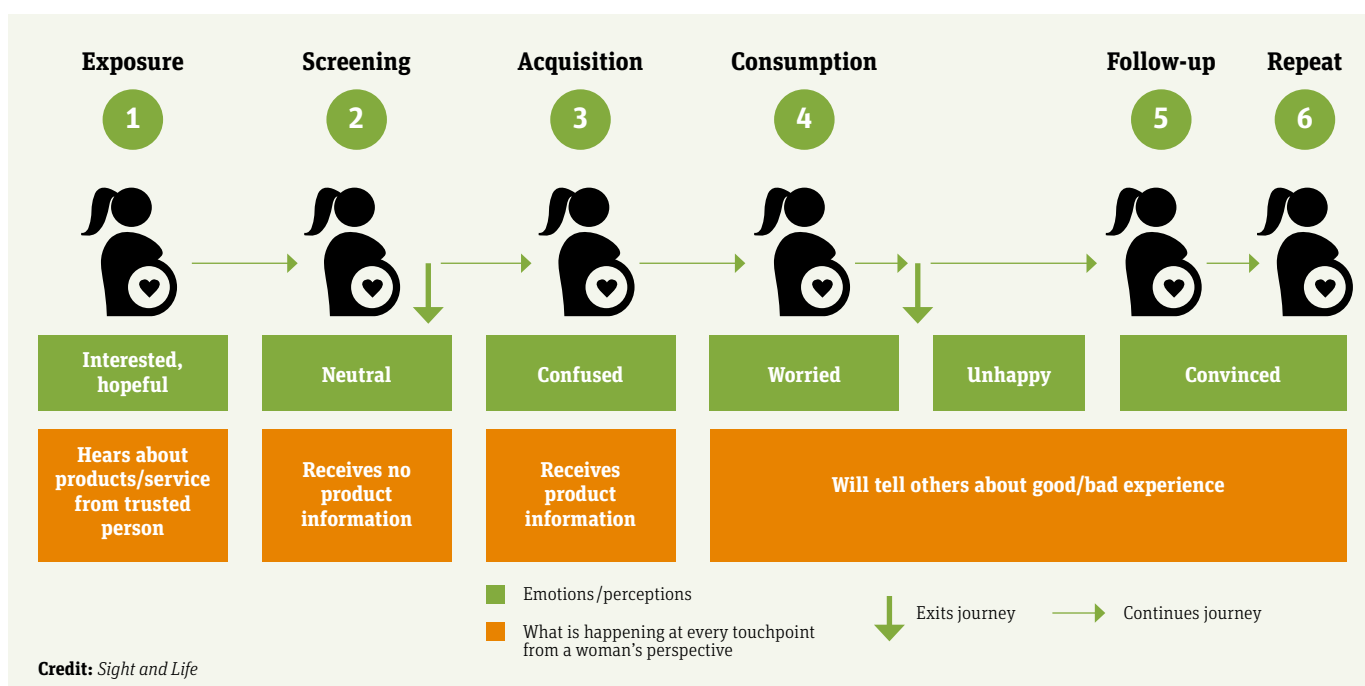 Exposure
Screening
Acquisition
Consumption
Follow-up
Repeat
1
2
3
4
5
6
Interested,
hopeful
Neutral
Confused
Worried
Unhappy
Convinced
Hears about
products/service
from trusted
person
Receives no
product
information
Receives
product
information
Will tell others about good/bad experience
Emotions/perceptions
What is happening at every touchpoint
from a woman’s perspective
Exits journey
Continues journey
Credit: Sight and Life